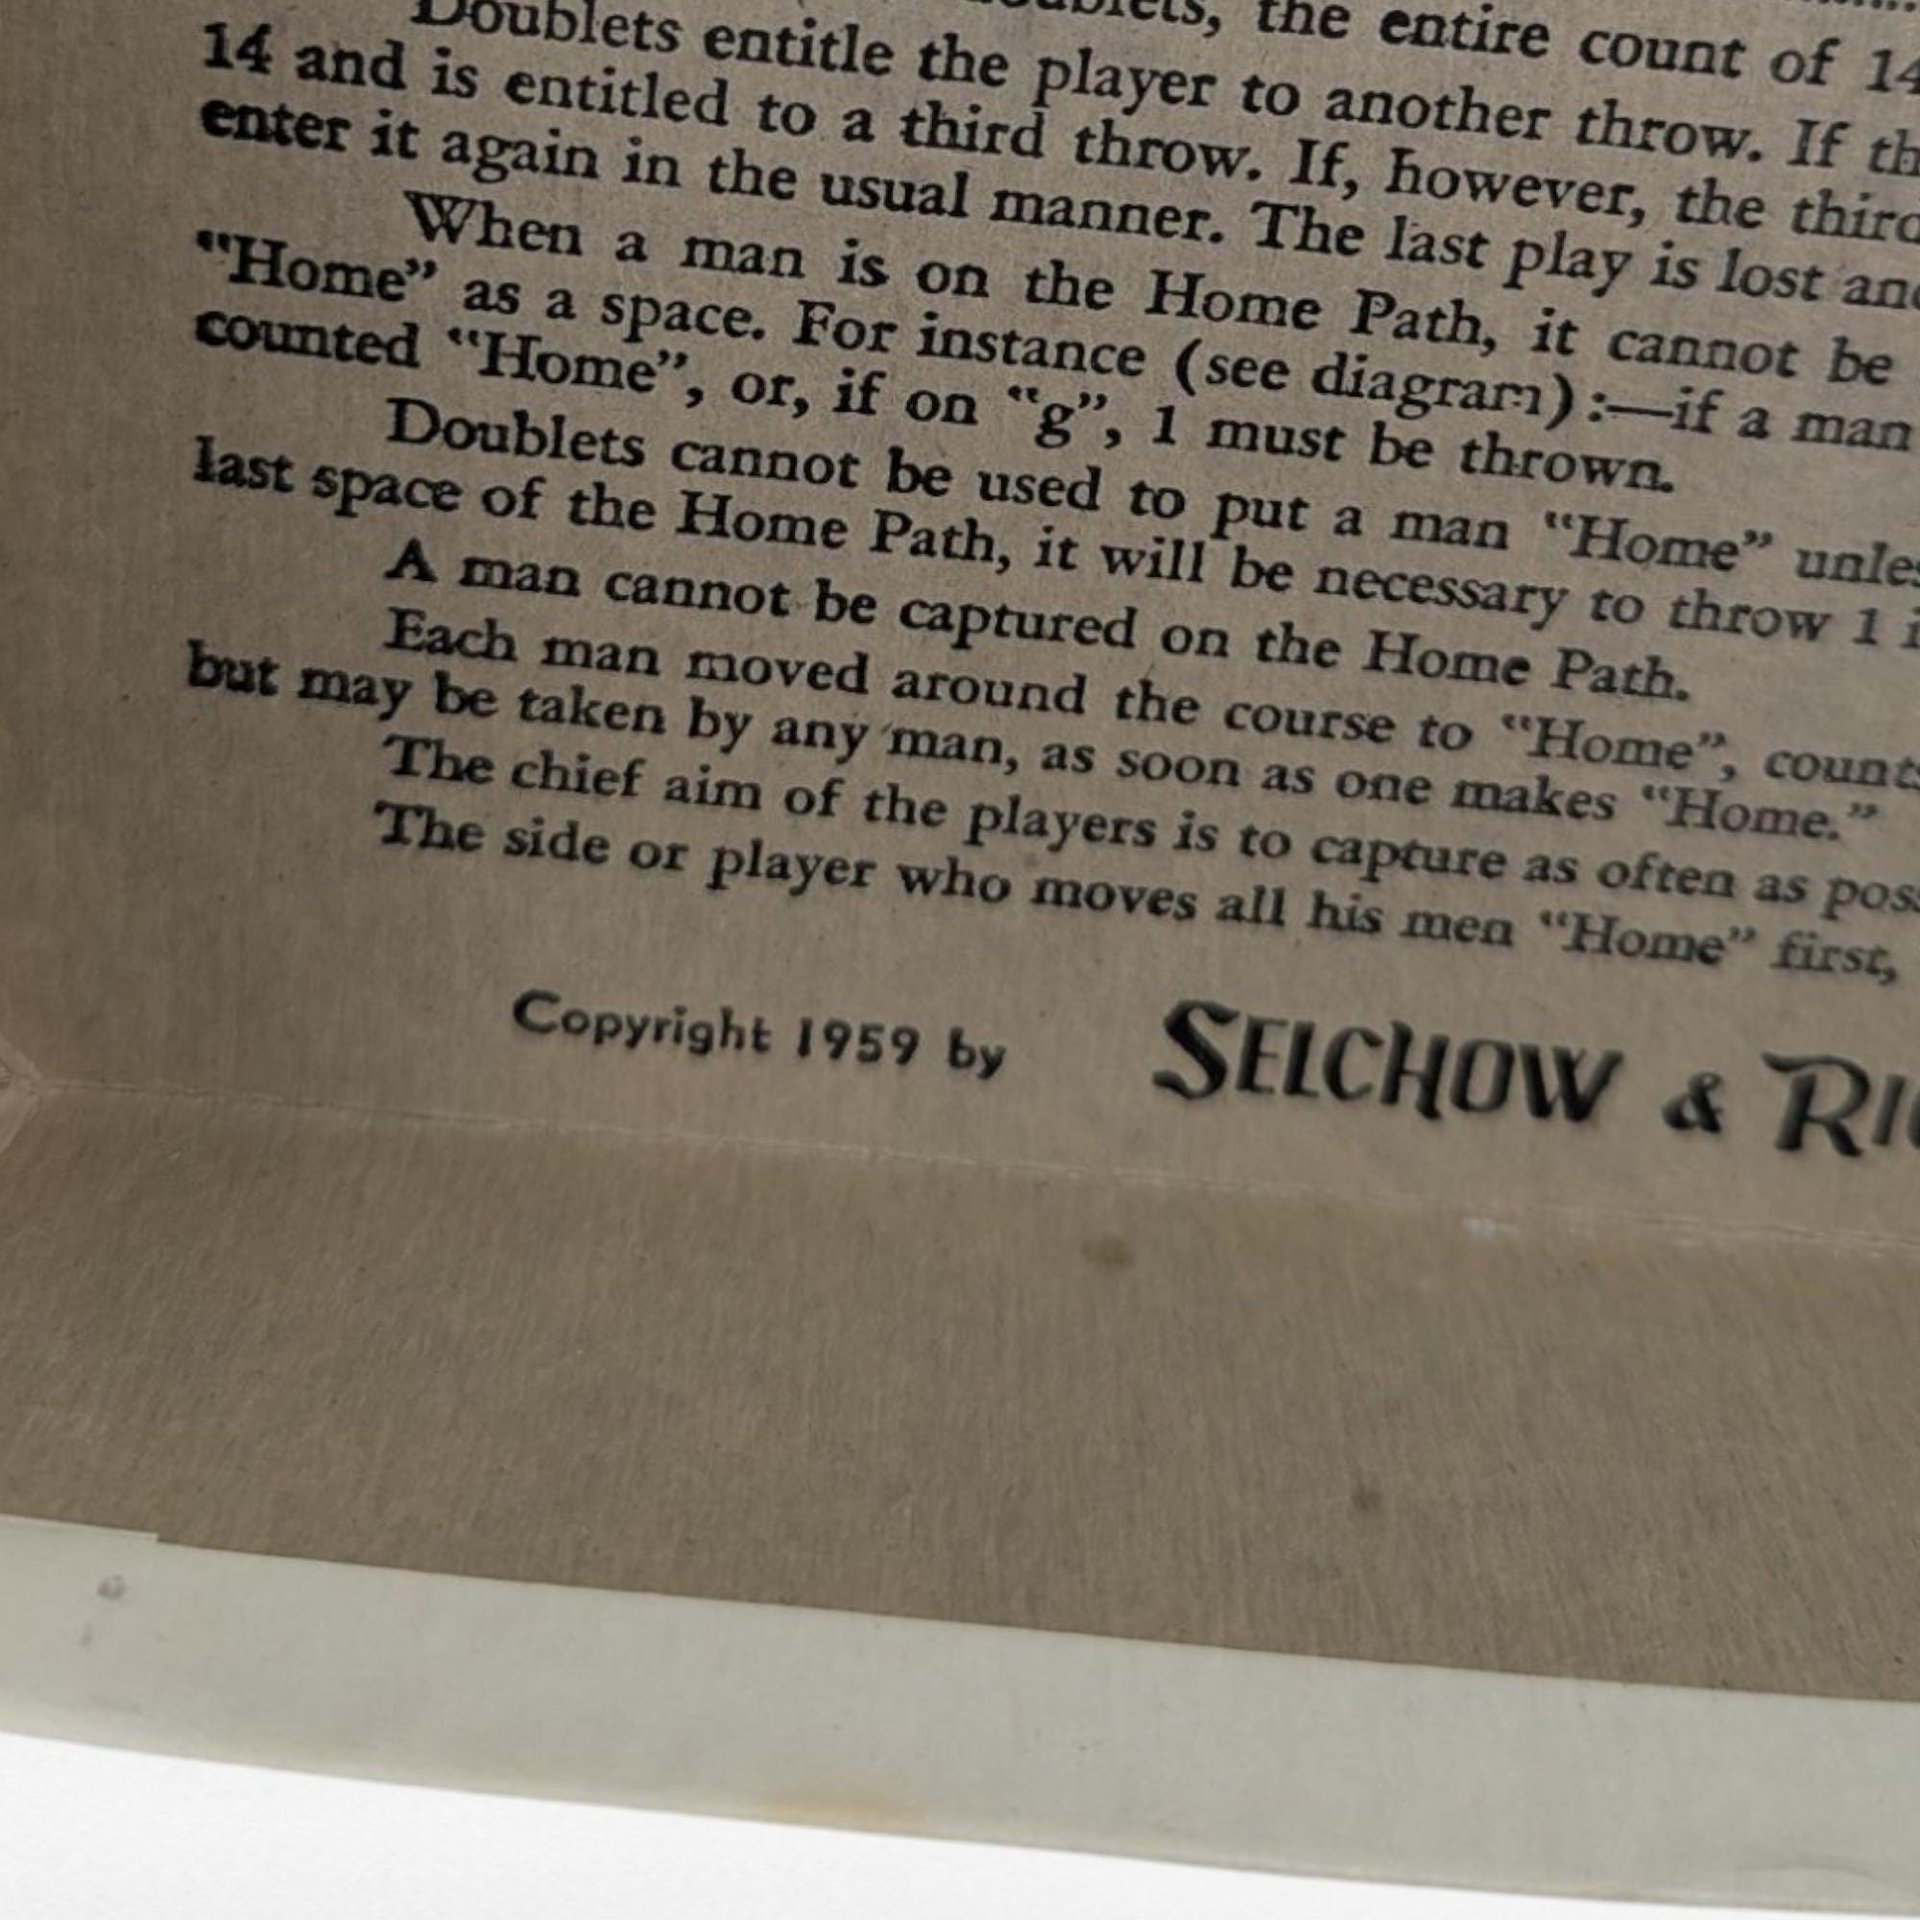 the entire count of 14
Doublets entitle the player to another throw. If
14 and is entitled to a third throw. If, however, the third
enter it again in the usual manner. The last play is lost and
When a man is on the Home Path, it cannot be
"Home" as a space. For instance (see diagram):—if a man
counted "Home", or, if on "g", 1 must be thrown.
Doublets cannot be used to put a man "Home"
last space of the Home Path, it will be necessary to throw 1
A man cannot be captured on the Home Path.
Each man moved around the course to "Home", counts
but may be taken by any man, as soon as one makes "Home."
The chief aim of the players is to capture as often as
The side or player who moves all his men "Home" first,
Copyright 1959 by SELCHOW &